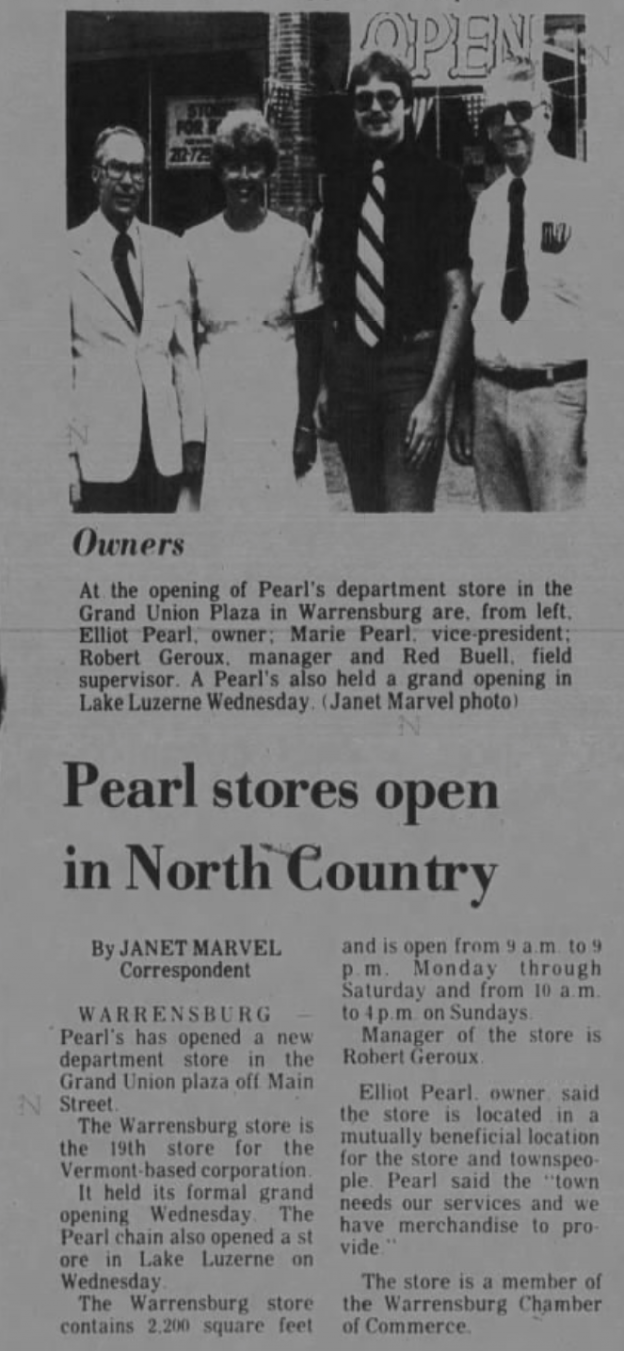 OPEN
FOR
212-725
Owners
At the opening of Pearl's department store in the
Grand Union Plaza in Warrensburg are, from left,
Elliot Pearl, owner; Marie Pearl, vice-president;
Robert Geroux, manager and Red Buell, field
supervisor. A Pearl's also held a grand opening in
Lake Luzerne Wednesday. (Janet Marvel photo)
Pearl stores open
in North Country
By JANET MARVEL
Correspondent
WARRENSBURG —
Pearl's has opened a new
department store in the
Grand Union plaza off Main
Street.
The Warrensburg store is
the 19th store for the
Vermont-based corporation.
It held its formal grand
opening Wednesday. The
Pearl chain also opened a st
ore in Lake Luzerne on
Wednesday.
The Warrensburg store
contains 2,200 square feet
and is open from 9 a.m. to 9
p.m. Monday through
Saturday and from 10 a.m.
to 4 p.m. on Sundays.
Manager of the store is
Robert Geroux.
Elliot Pearl, owner, said
the store is located in a
mutually beneficial location
for the store and townspeo-
ple. Pearl said the "town
needs our services and we
have merchandise to pro-
vide."
The store is a member of
the Warrensburg Chamber
of Commerce.